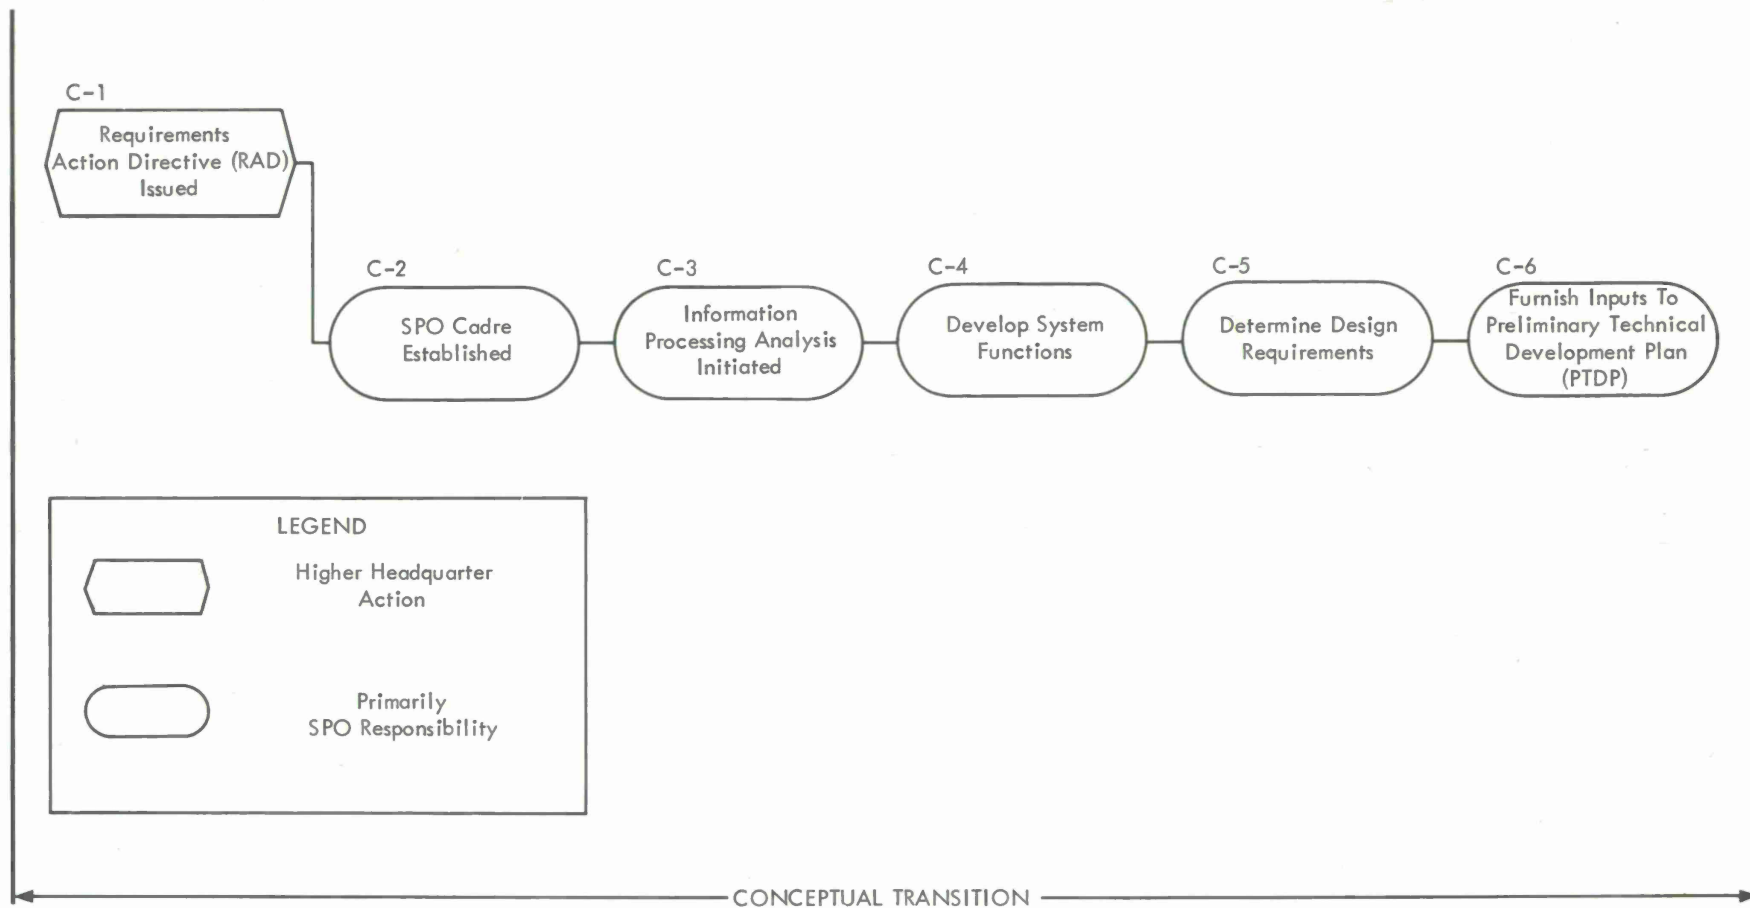 C-1
Requirements
Action Directive (RAD)
Issued
C-2
SPO Cadre
Established
C-3
Information
Processing Analysis
Initiated
C-4
Develop System
Functions
C-5
Determine Design
Requirements
C-6
Furnish Inputs To
Preliminary Technical
Development Plan
(PTDP)
LEGEND
Higher Headquarter
Action
Primarily
SPO Responsibility
CONCEPTUAL TRANSITION